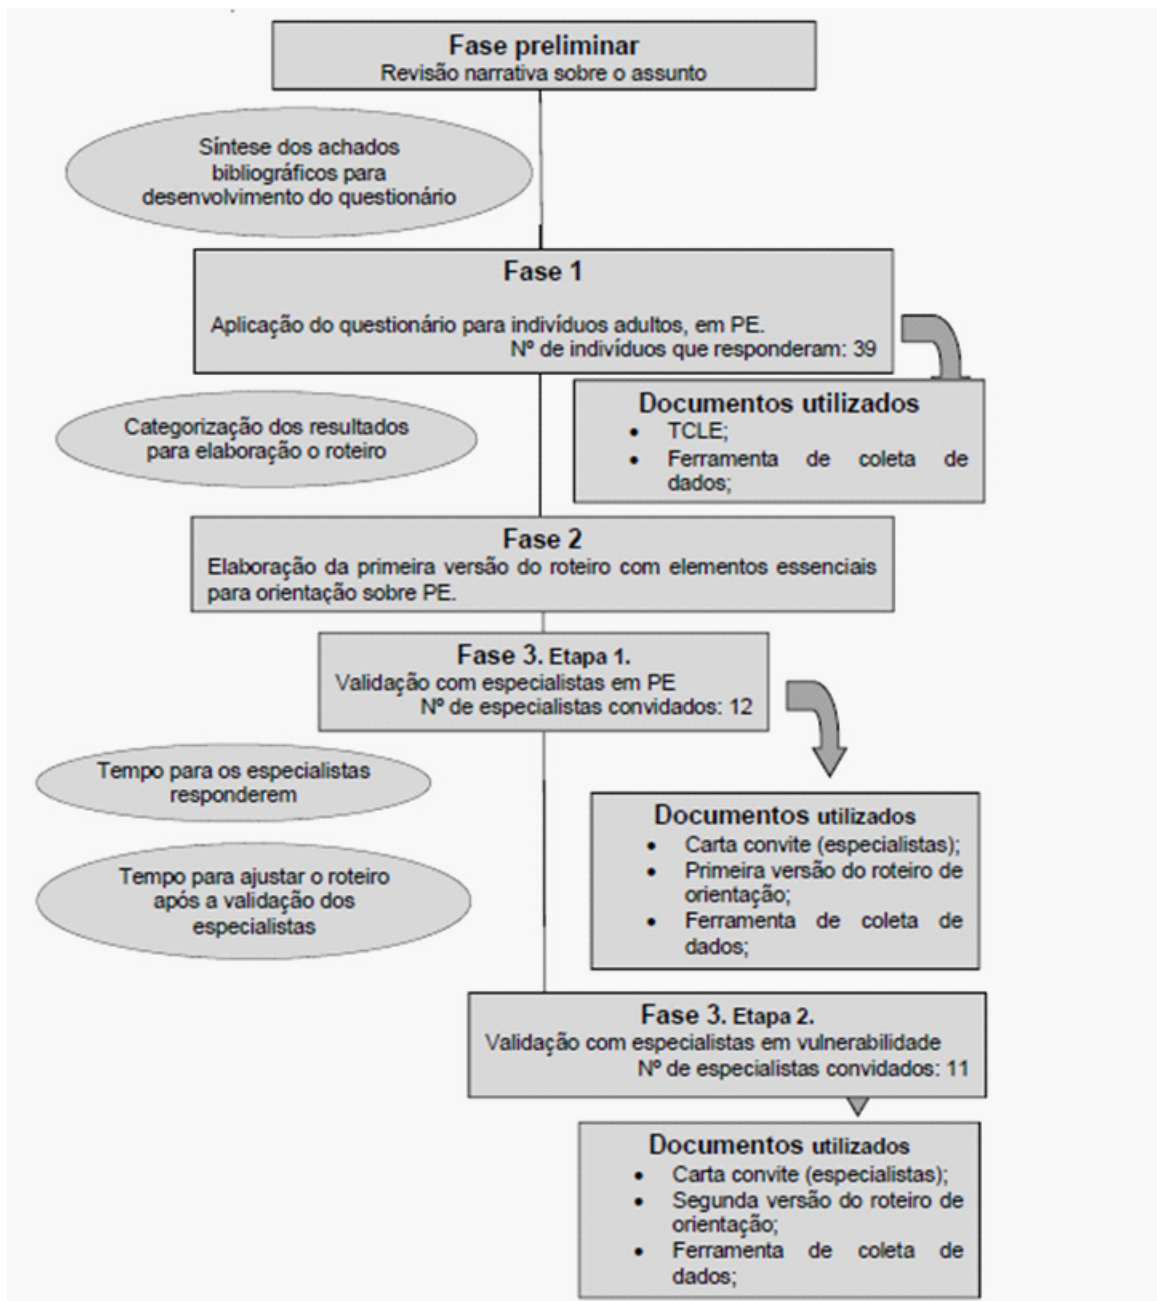 Fase preliminar
Revisão narrativa sobre o assunto
Síntese dos achados
bibliográficos para
desenvolvimento do questionário
Fase 1
Aplicação do questionário para indivíduos adultos, em PE.
Nº de indivíduos que responderam: 39
Categorização dos resultados
para elaboração o roteiro
Documentos utilizados
• TCLE;
• Ferramenta de coleta de
dados;
Fase 2
Elaboração da primeira versão do roteiro com elementos essenciais
para orientação sobre PE.
Fase 3. Etapa 1.
Validação com especialistas em PE
Nº de especialistas convidados: 12
Tempo para os especialistas
responderem
Tempo para ajustar o roteiro
após a validação dos
especialistas
Documentos utilizados
• Carta convite (especialistas);
• Primeira versão do roteiro de
orientação;
• Ferramenta de coleta de
dados;
Fase 3. Etapa 2.
Validação com especialistas em vulnerabilidade
Nº de especialistas convidados: 11
Documentos utilizados
• Carta convite (especialistas);
• Segunda versão do roteiro de
orientação;
• Ferramenta de coleta de
dados;